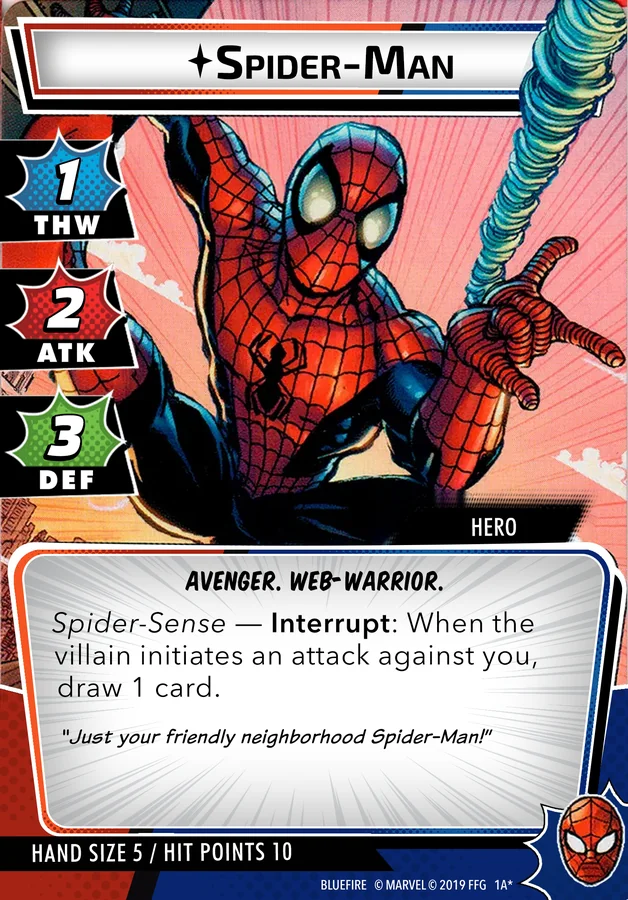 ✦Spider-Man
1
THW
2
ATK
3
DEF
HERO
AVENGER. WEB-WARRIOR.
Spider-Sense — Interrupt: When the
villain initiates an attack against you,
draw 1 card.
"Just your friendly neighborhood Spider-Man!"
HAND SIZE 5 / HIT POINTS 10
BLUEFIRE © MARVEL © 2019 FFG 1A*